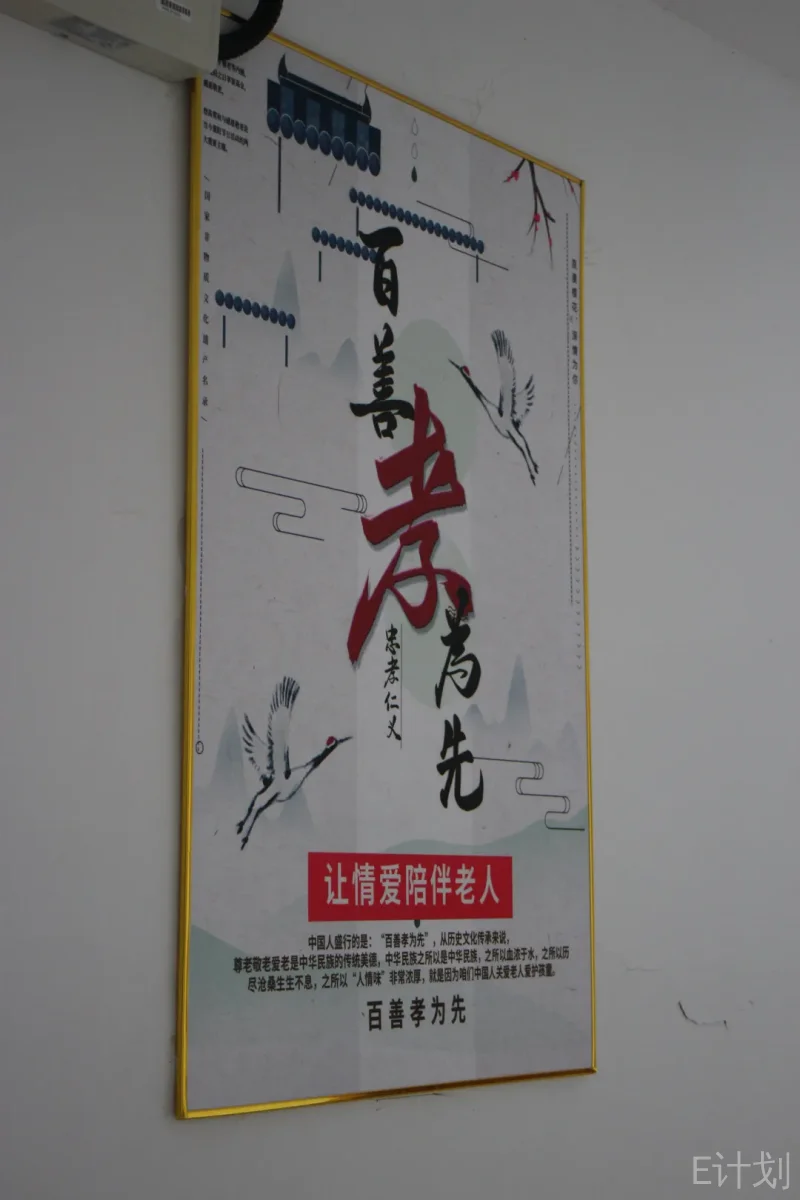 百善孝为先
忠孝仁义
让情爱陪伴老人
中国人盛行的是：“百善孝为先”，从历史文化传承来说，
尊老敬老爱老是中华民族的传统美德，中华民族之所以是中华民族，之所以血浓于水，之所以历
尽沧桑生生不息，之所以“人情味”非常浓厚，就是因为咱们中国人关爱老人爱护孩童。
百善孝为先
E计划